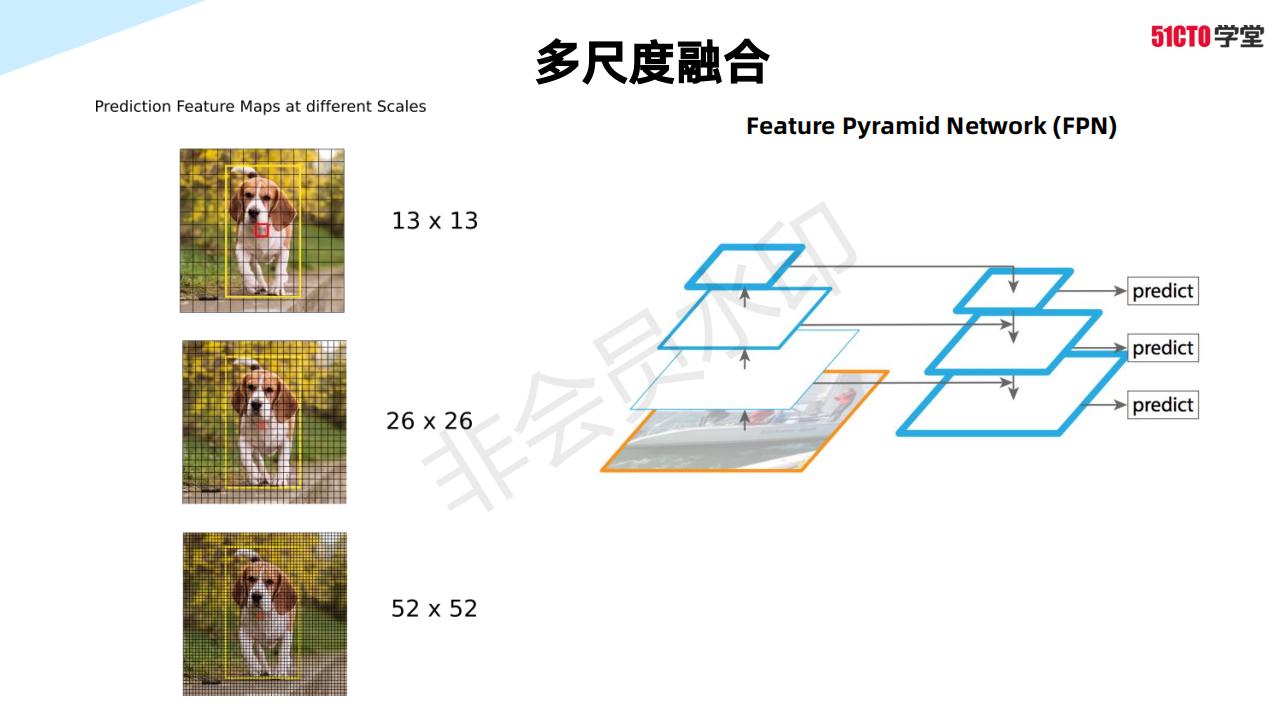 多尺度融合
51CTO学堂
Prediction Feature Maps at different Scales
13 x 13
26 x 26
52 x 52
Feature Pyramid Network (FPN)
predict
predict
predict
非会员水印